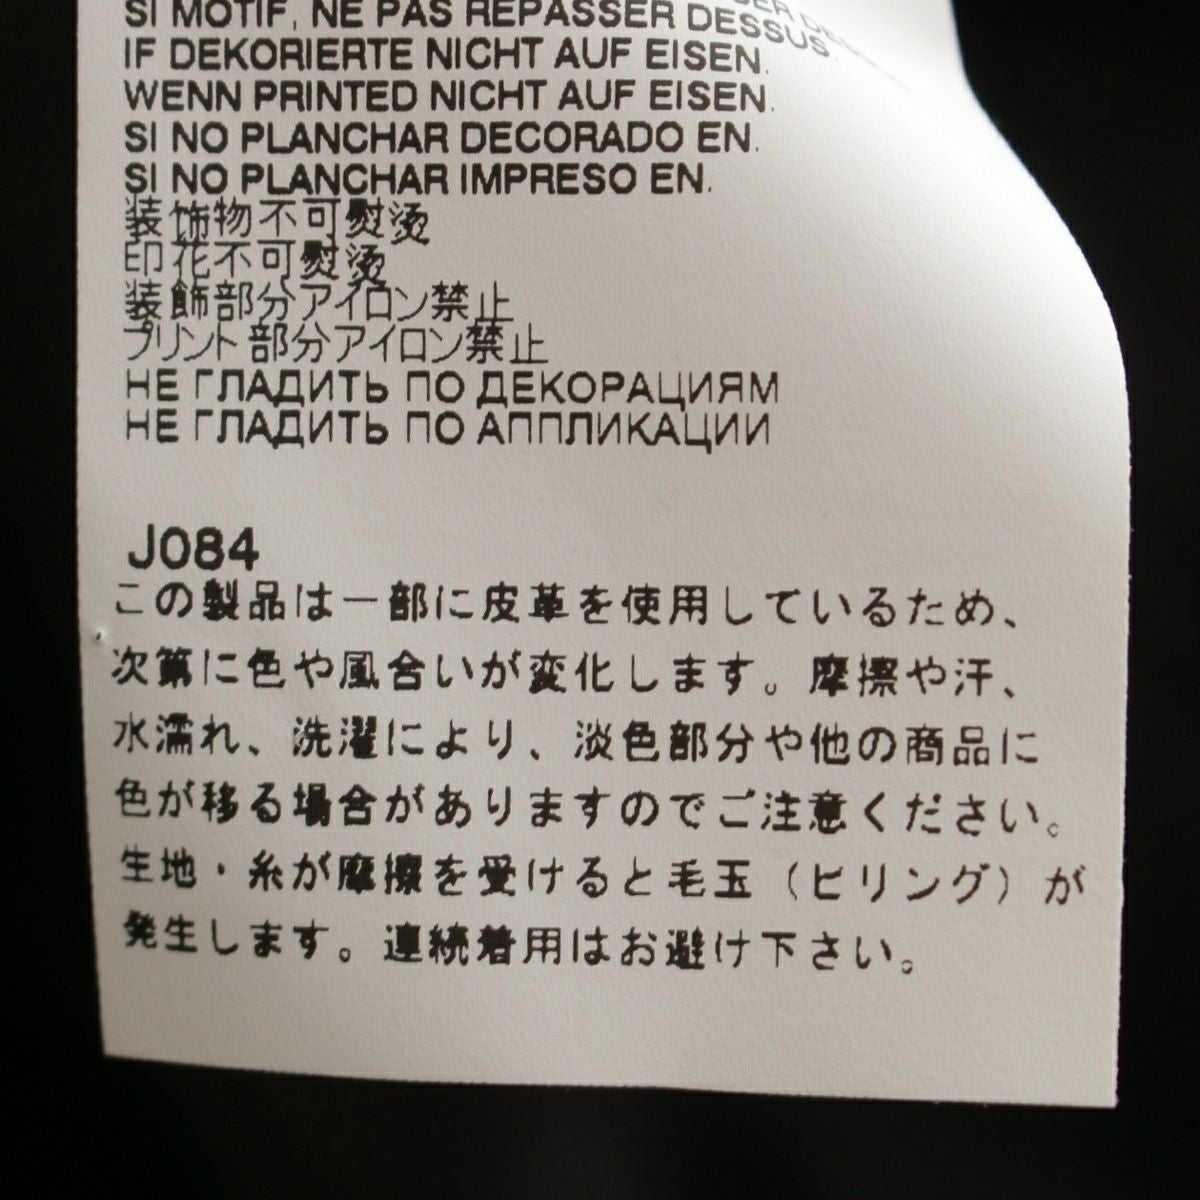 SI MOTIF, NE PAS REPASSER DESSUS.
IF DEKORIERTE NICHT AUF EISEN.
WENN PRINTED NICHT AUF EISEN.
SI NO PLANCHAR DECORADO EN.
SI NO PLANCHAR IMPRESO EN.
装饰物不可熨烫
印花不可熨烫
装飾部分アイロン禁止
プリント部分アイロン禁止
НЕ ГЛАДИТЬ ПО ДЕКОРАЦИЯМ
НЕ ГЛАДИТЬ ПО АППЛИКАЦИИ
J084
この製品は一部に皮革を使用しているため、
次第に色や風合いが変化します。摩擦や汗、
水濡れ、洗濯により、淡色部分や他の商品に
色が移る場合がありますのでご注意ください。
生地・糸が摩擦を受けると毛玉（ピリング）が
発生します。連続着用はお避け下さい。